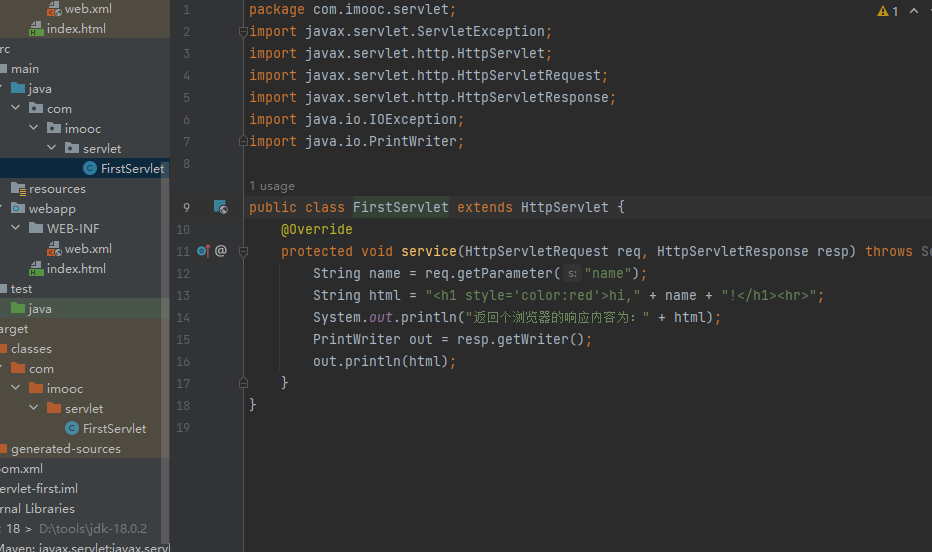 web.xml
index.html
rc
main
java
com
imooc
servlet
FirstServlet
resources
webapp
WEB-INF
web.xml
index.html
test
java
arget
classes
com
imooc
servlet
FirstServlet
generated-sources
om.xml
ervlet-first.iml
rnal Libraries
18 > D:\tools\jdk-18.0.2
Maven: javax.servlet:javax.servl
1
1 package com.imooc.servlet;
2 import javax.servlet.ServletException;
3 import javax.servlet.http.HttpServlet;
4 import javax.servlet.http.HttpServletRequest;
5 import javax.servlet.http.HttpServletResponse;
6 import java.io.IOException;
7 import java.io.PrintWriter;
8
1 usage
9 public class FirstServlet extends HttpServlet {
10 @Override
11 @ protected void service(HttpServletRequest req, HttpServletResponse resp) throws Se
12 String name = req.getParameter( s: "name");
13 String html = "<h1 style='color:red'>hi," + name + "!</h1><hr>";
14 System.out.println("返回个浏览器的响应内容为：" + html);
15 PrintWriter out = resp.getWriter();
16 out.println(html);
17 }
18 }
19